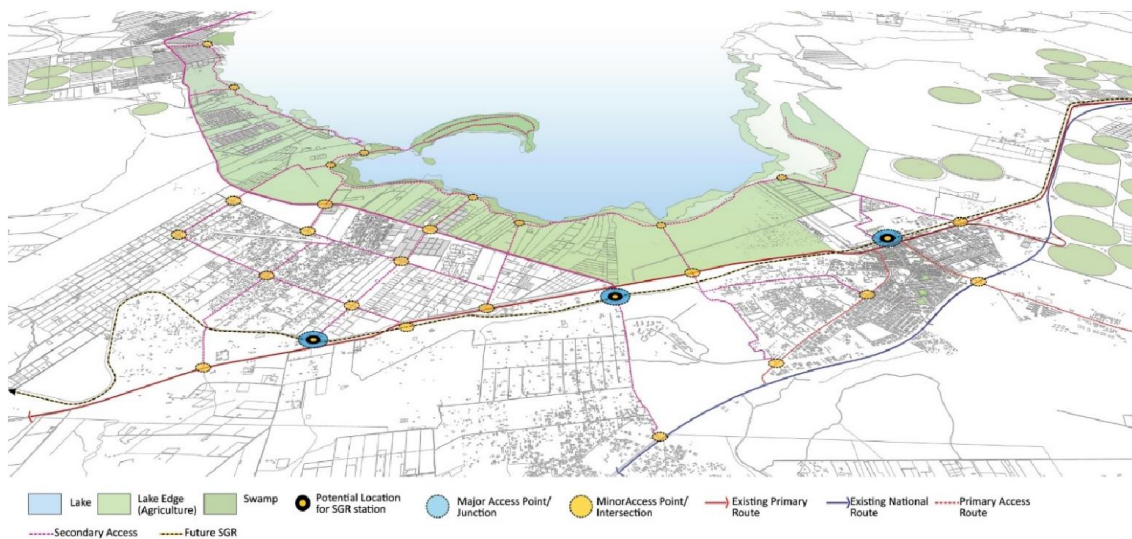 Lake
Lake Edge
(Agriculture)
Swamp
Potential Location
for SGR station
Major Access Point/
Junction
MinorAccess Point/
Intersection
Existing Primary
Route
Existing National
Route
Primary Access
Route
Secondary Access
Future SGR